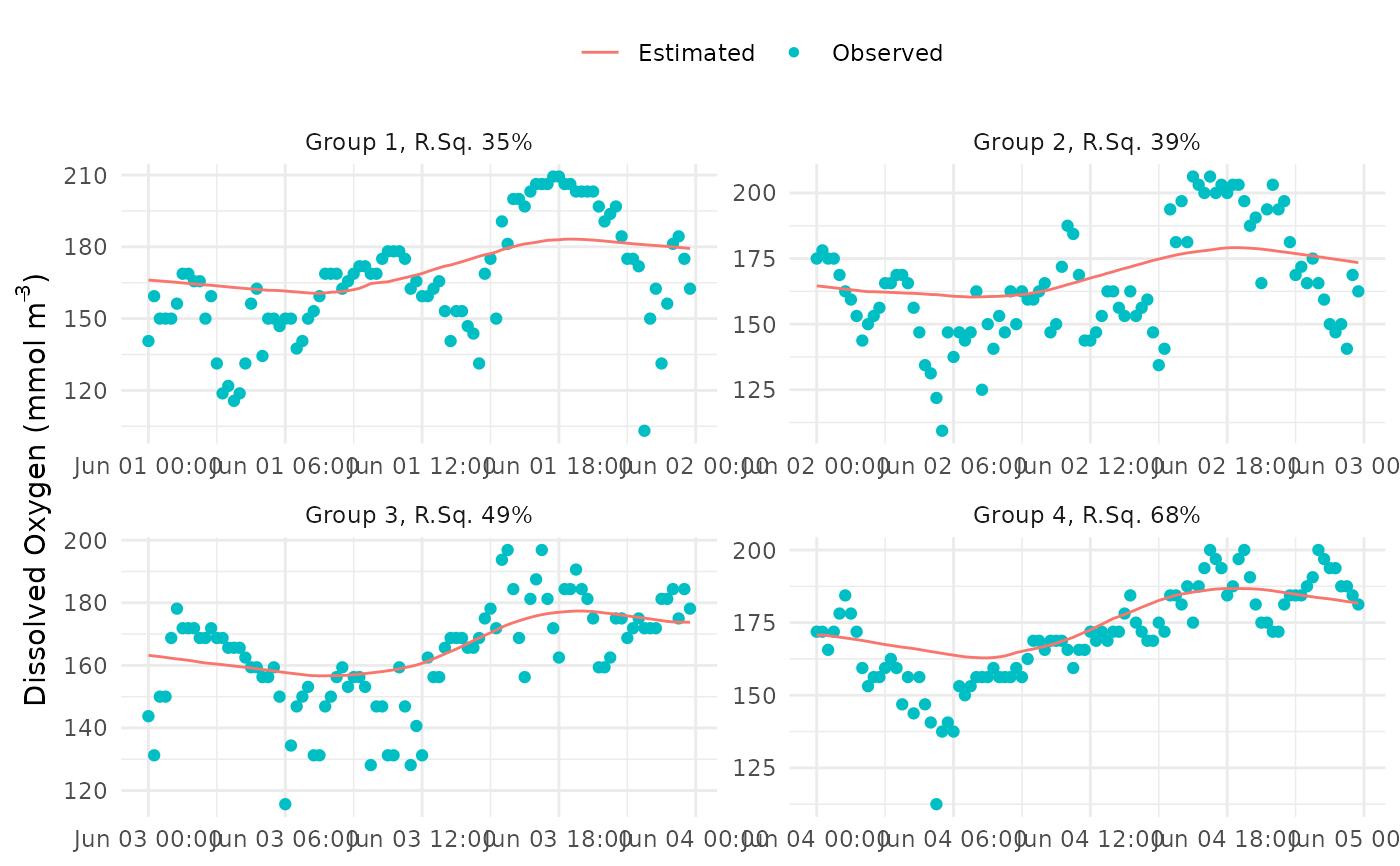 Estimated Observed
Dissolved Oxygen (mmol m⁻³)
Group 1, R.Sq. 35%
210
180
150
120
Jun 01 00:00 Jun 01 06:00 Jun 01 12:00 Jun 01 18:00 Jun 02 00:00
Group 2, R.Sq. 39%
200
175
150
125
Jun 02 00:00 Jun 02 06:00 Jun 02 12:00 Jun 02 18:00 Jun 03 00
Group 3, R.Sq. 49%
200
180
160
140
120
Jun 03 00:00 Jun 03 06:00 Jun 03 12:00 Jun 03 18:00 Jun 04 00:00
Group 4, R.Sq. 68%
200
175
150
125
Jun 04 00:00 Jun 04 06:00 Jun 04 12:00 Jun 04 18:00 Jun 05 00